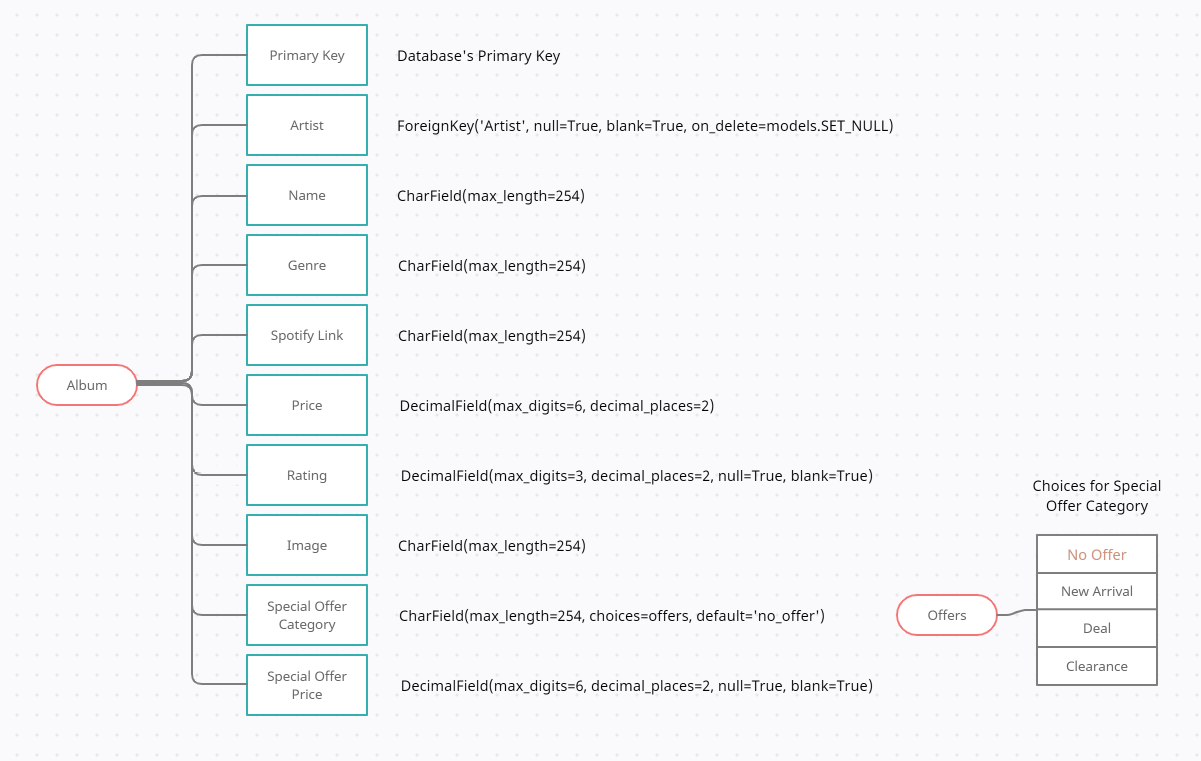 Primary Key
Database's Primary Key
Artist
ForeignKey('Artist', null=True, blank=True, on_delete=models.SET_NULL)
Name
CharField(max_length=254)
Genre
CharField(max_length=254)
Spotify Link
CharField(max_length=254)
Album
Price
DecimalField(max_digits=6, decimal_places=2)
Rating
DecimalField(max_digits=3, decimal_places=2, null=True, blank=True)
Image
CharField(max_length=254)
Special Offer
Category
CharField(max_length=254, choices=offers, default='no_offer')
Special Offer
Price
DecimalField(max_digits=6, decimal_places=2, null=True, blank=True)
Offers
Choices for Special
Offer Category
No Offer
New Arrival
Deal
Clearance